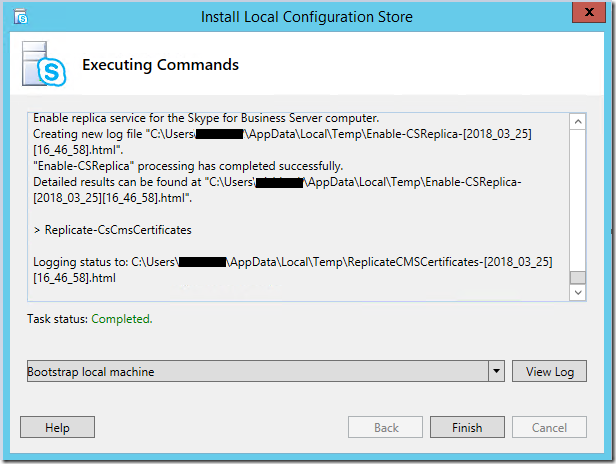 Install Local Configuration Store
x
S
Executing Commands
Enable replica service for the Skype for Business Server computer.
Creating new log file "C:\Users\ \AppData\Local\Temp\Enable-CSReplica-[2018_03_25]
[16_46_58].html".
"Enable-CSReplica" processing has completed successfully.
Detailed results can be found at "C:\Users\ \AppData\Local\Temp\Enable-CSReplica-
[2018_03_25][16_46_58].html".
> Replicate-CsCmsCertificates
Logging status to: C:\Users\ \AppData\Local\Temp\ReplicateCMSCertificates-[2018_03_25]
[16_46_58].html
Task status: Completed.
Bootstrap local machine
View Log
Help
Back
Finish
Cancel